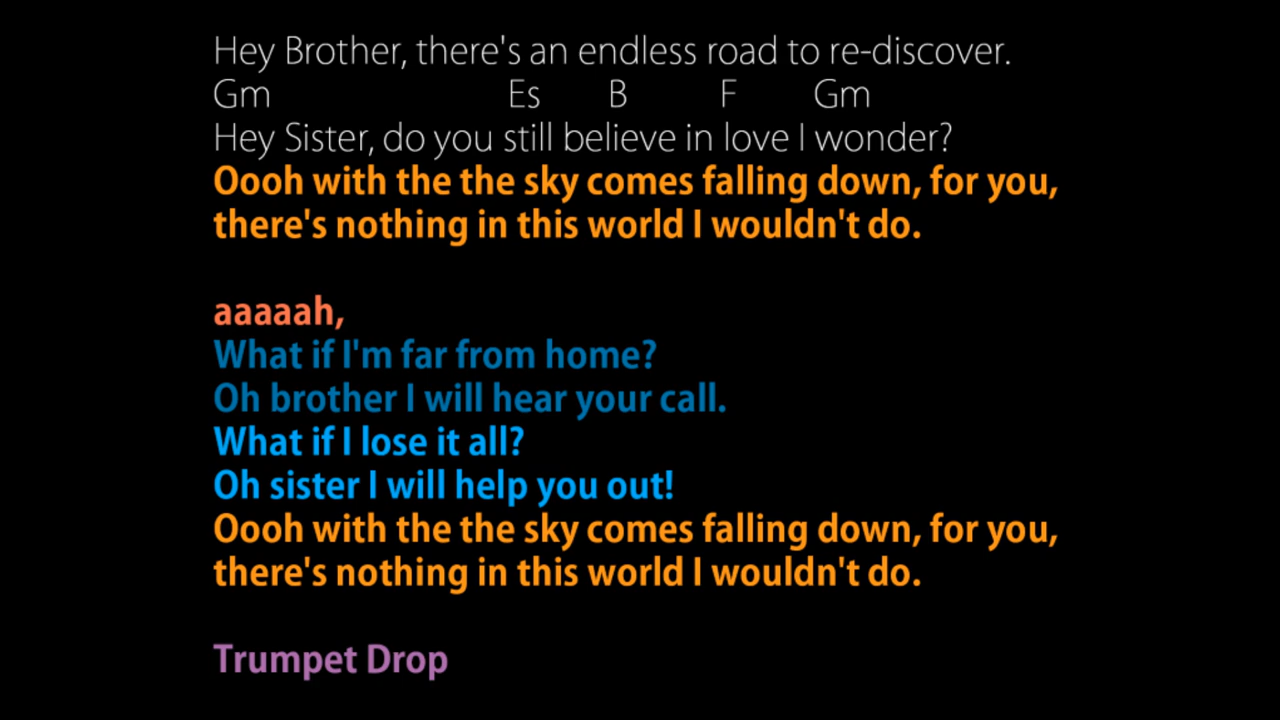 Hey Brother, there's an endless road to re-discover.
Gm Es B F Gm
Hey Sister, do you still believe in love I wonder?
Oooh with the the sky comes falling down, for you,
there's nothing in this world I wouldn't do.
aaaaah,
What if I'm far from home?
Oh brother I will hear your call.
What if I lose it all?
Oh sister I will help you out!
Oooh with the the sky comes falling down, for you,
there's nothing in this world I wouldn't do.
Trumpet Drop